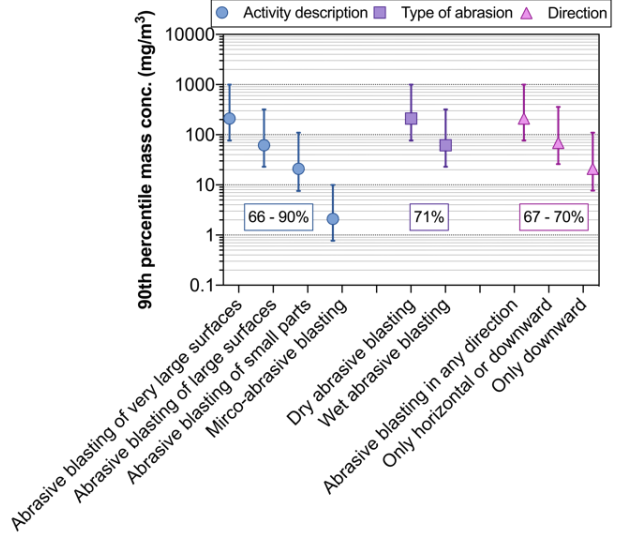 Activity description Type of abrasion Direction
90th percentile mass conc. (mg/m³)
10000
1000
100
10
1
0.1
66 - 90%
71%
67 - 70%
Abrasive blasting of very large surfaces
Abrasive blasting of large surfaces
Abrasive blasting of small parts
Mirco-abrasive blasting
Dry abrasive blasting
Wet abrasive blasting
Abrasive blasting in any direction
Only horizontal or downward
Only downward